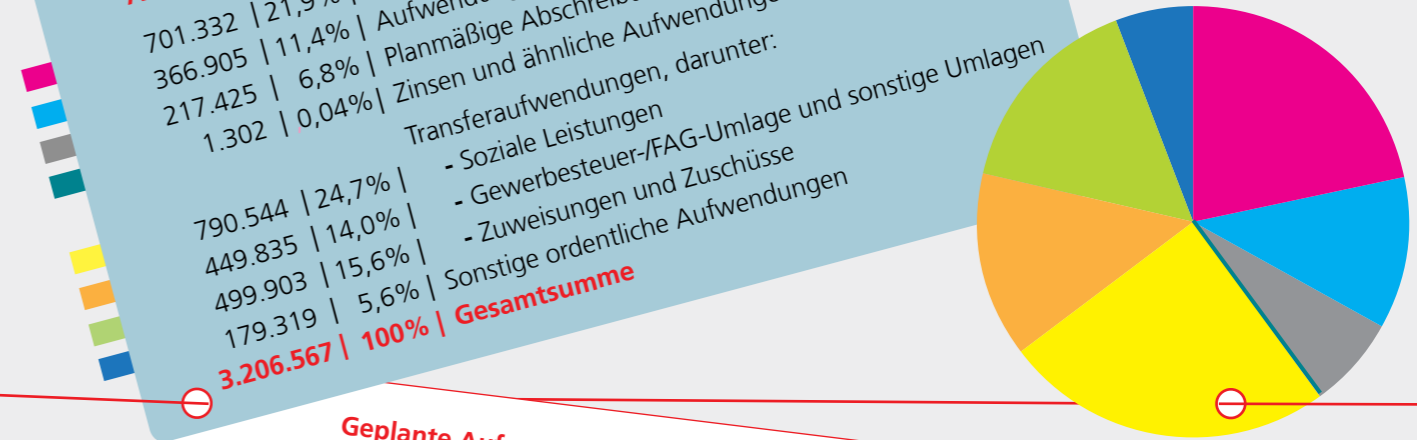 701.332 | 21,9% |
366.905 | 11,4% |
217.425 | 6,8% | Planmäßige
1.302 | 0,04% | Zinsen und ähnliche
Transferaufwendungen, darunter:
790.544 | 24,7% | - Soziale Leistungen
449.835 | 14,0% | - Gewerbesteuer-/FAG-Umlage und sonstige Umlagen
499.903 | 15,6% | - Zuweisungen und Zuschüsse
179.319 | 5,6% | Sonstige ordentliche Aufwendungen
3.206.567 | 100% | Gesamtsumme
Geplante